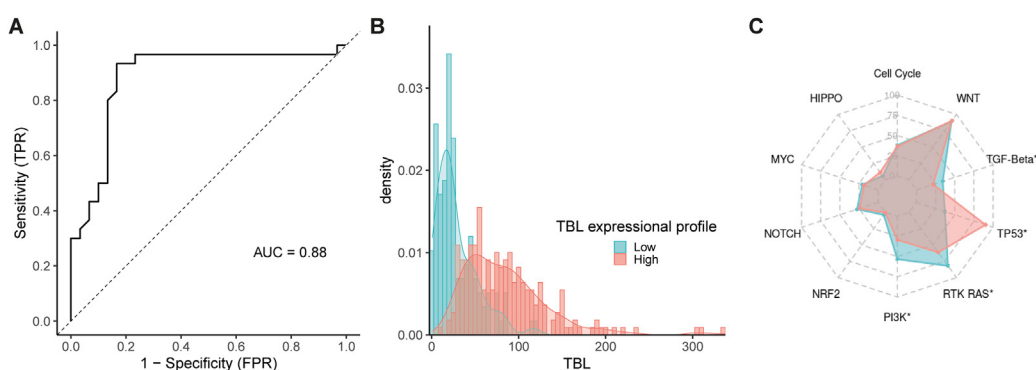 A
1.0
0.8
0.6
0.4
0.2
0.0
Sensitivity (TPR)
AUC = 0.88
0.0 0.2 0.4 0.6 0.8 1.0
1 − Specificity (FPR)
B
0.03
0.02
0.01
0.00
density
TBL expressional profile
Low
High
0 100 200 300
TBL
C
Cell Cycle
100
75
50
HIPPO
WNT
MYC
TGF-Beta*
NOTCH
TP53*
NRF2
RTK RAS*
PI3K*